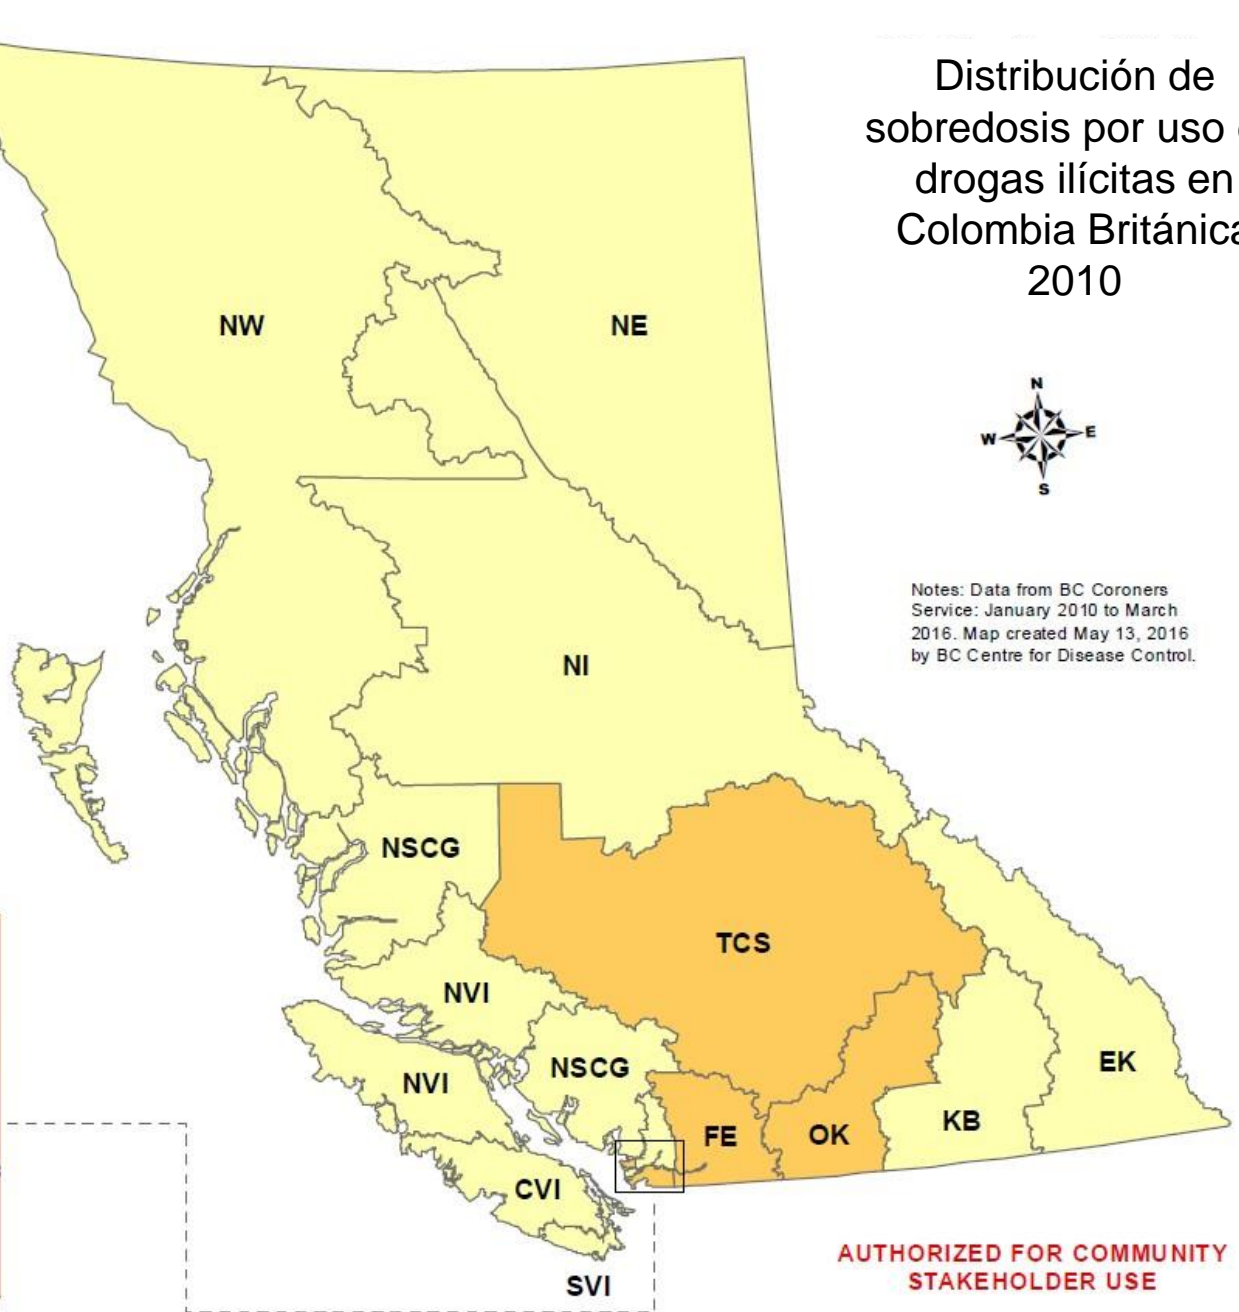 Distribución de
sobredosis por uso
drogas ilícitas en
Colombia Británica
2010
NW
NE
N
W
E
S
Notes: Data from BC Coroners
Service: January 2010 to March
2016. Map created May 13, 2016
by BC Centre for Disease Control.
NI
NSCG
TCS
NVI
NSCG
NVI
EK
KB
FE
OK
CVI
SVI
AUTHORIZED FOR COMMUNITY
STAKEHOLDER USE